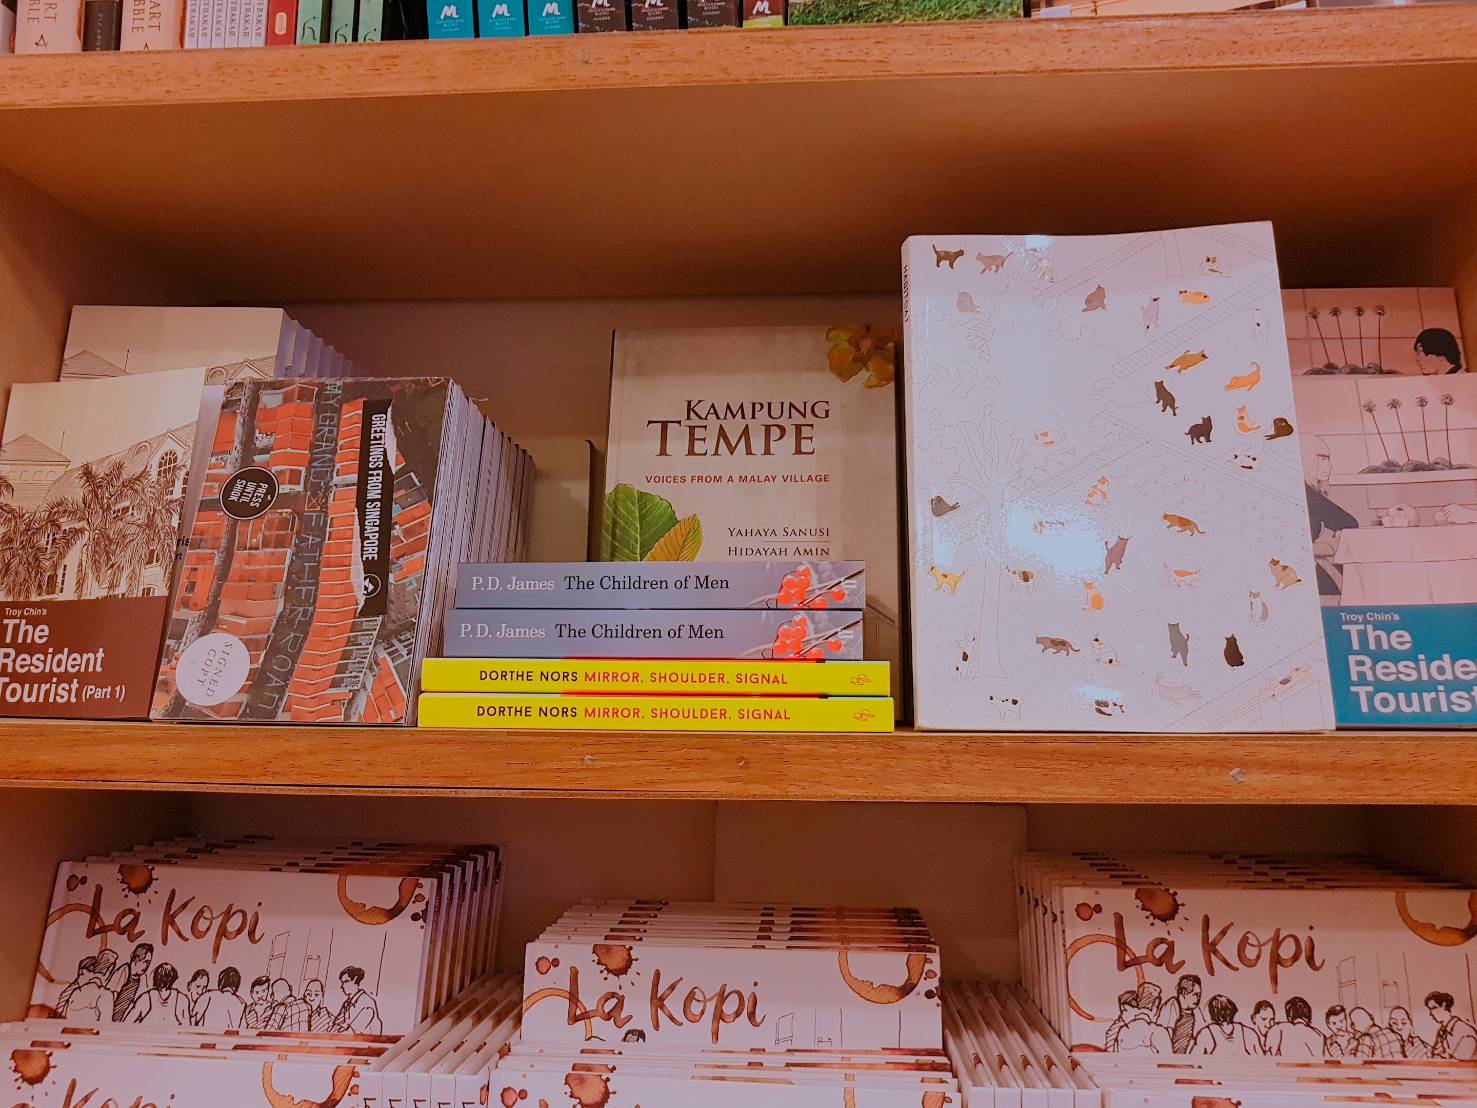 Troy Chin's
The
Resident
Tourist (Part 1)
GREETINGS FROM SINGAPORE
PRESS
UNTIL
SHIOK
MY GRAND FATHER ROAD
SIGNED
COPY
KAMPUNG
TEMPE
VOICES FROM A MALAY VILLAGE
YAHAYA SANUSI
HIDAYAH AMIN
P.D. James The Children of Men
P.D. James The Children of Men
DORTHE NORS MIRROR, SHOULDER, SIGNAL
DORTHE NORS MIRROR, SHOULDER, SIGNAL
Troy Chin's
The
Reside
Tourist
La Kopi
La Kopi
La Kopi